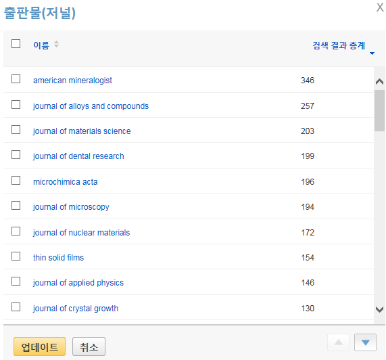 출판물(저널)
X
이름 검색 결과 총계
american mineralogist 346
journal of alloys and compounds 257
journal of materials science 203
journal of dental research 199
microchimica acta 196
journal of microscopy 194
journal of nuclear materials 172
thin solid films 154
journal of applied physics 146
journal of crystal growth 130
업데이트 취소